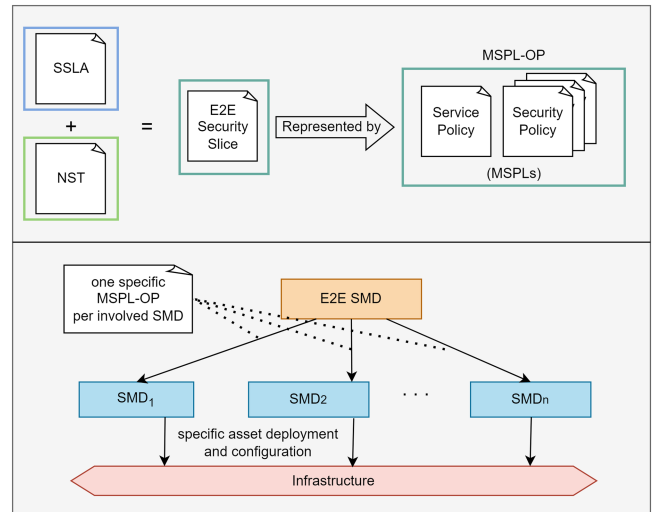 SSLA
+
NST
=
E2E
Security
Slice
Represented by
MSPL-OP
Service
Policy
Security
Policy
(MSPLs)
one specific
MSPL-OP
per involved SMD
E2E SMD
SMD1
SMD2
. . .
SMDn
specific asset deployment
and configuration
Infrastructure